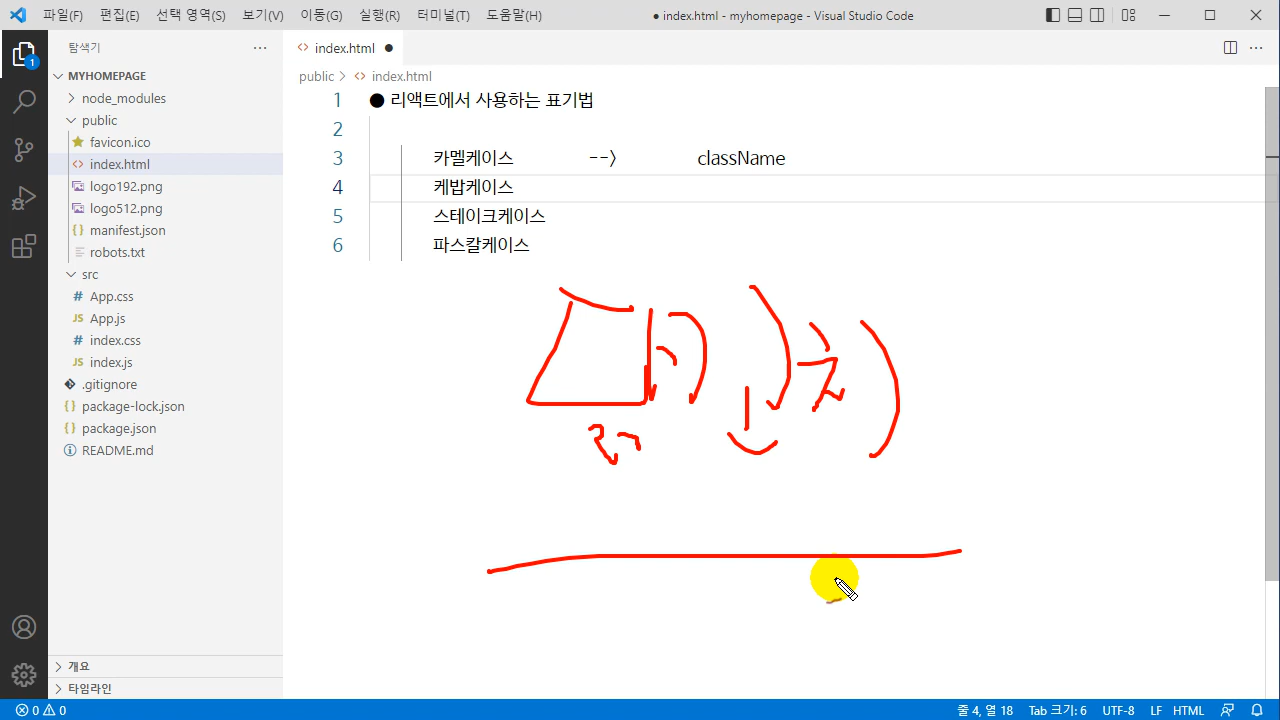 파일(F) 편집(E) 선택 영역(S) 보기(V) 이동(G) 실행(R) 터미널(T) 도움말(H) ● index.html - myhomepage - Visual Studio Code
탐색기
index.html
1
MYHOMEPAGE
public > index.html
node_modules
public
favicon.ico
index.html
logo192.png
logo512.png
manifest.json
robots.txt
src
App.css
App.js
index.css
index.js
.gitignore
package-lock.json
package.json
README.md
개요
타임라인
1 ● 리액트에서 사용하는 표기법
2
3 카멜케이스 --> className
4 케밥케이스
5 스테이크케이스
6 파스칼케이스
0 0 줄 4, 열 18 Tab 크기: 6 UTF-8 LF HTML